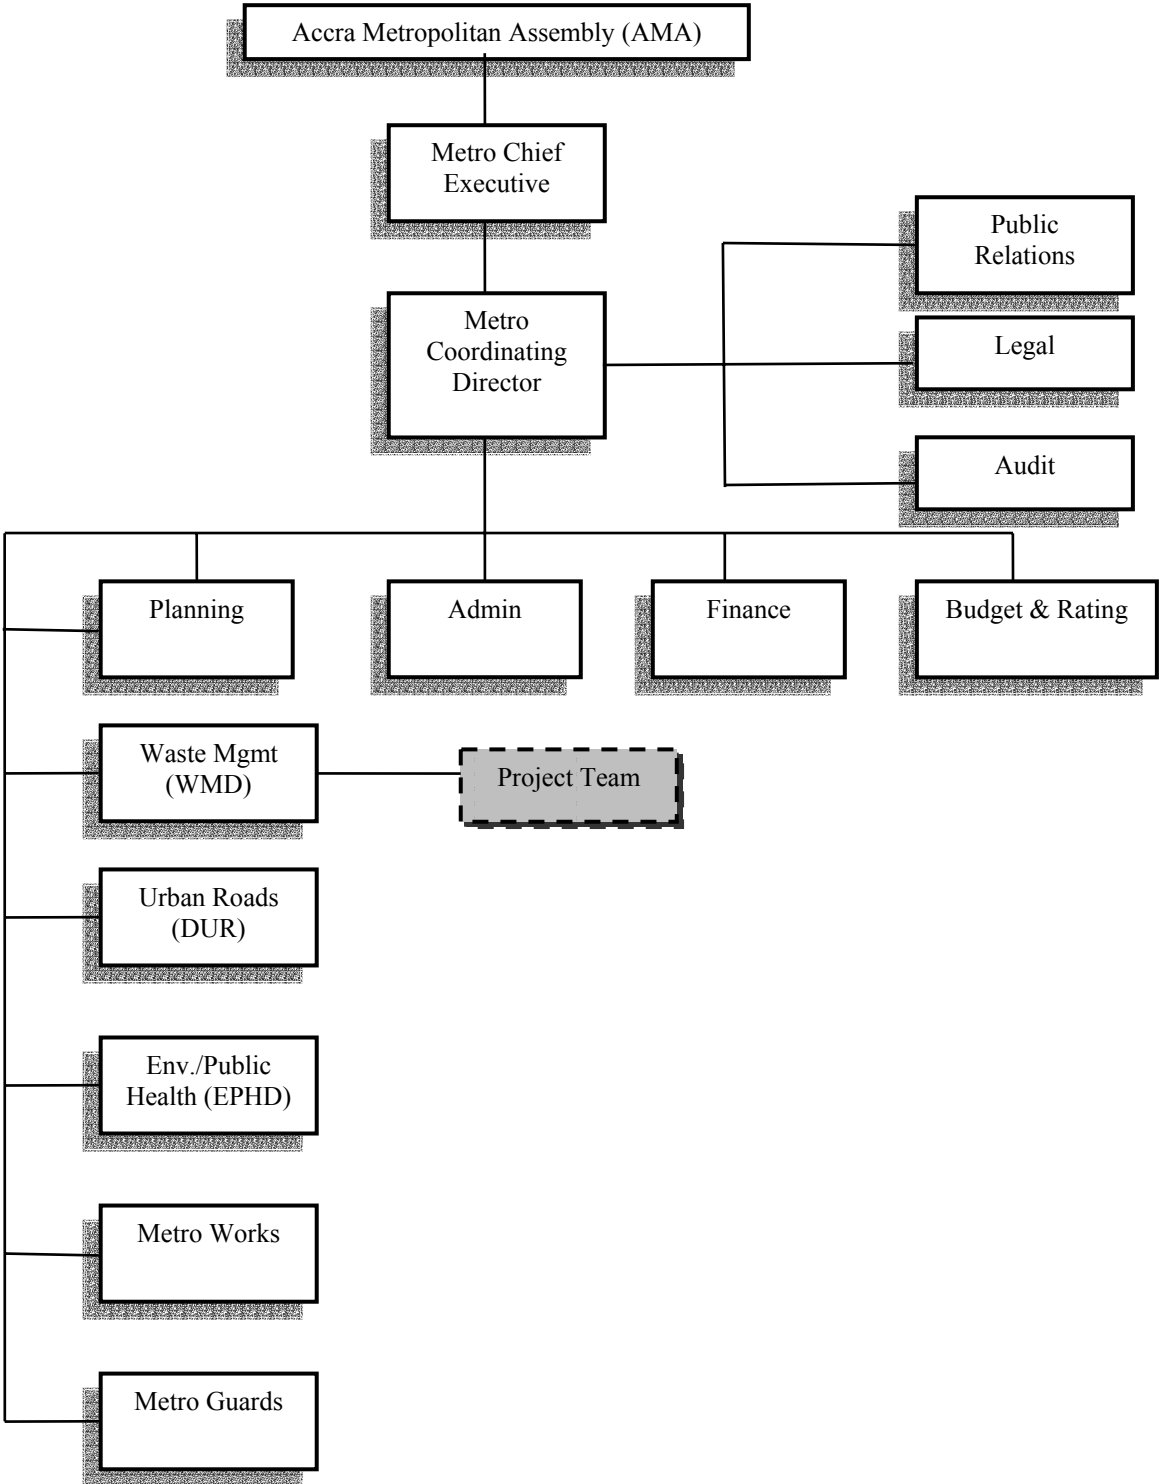 Accra Metropolitan Assembly (AMA)
Metro Chief
Executive
Public
Relations
Metro
Coordinating
Director
Legal
Audit
Planning
Admin
Finance
Budget & Rating
Waste Mgmt
(WMD)
Project Team
Urban Roads
(DUR)
Env./Public
Health (EPHD)
Metro Works
Metro Guards